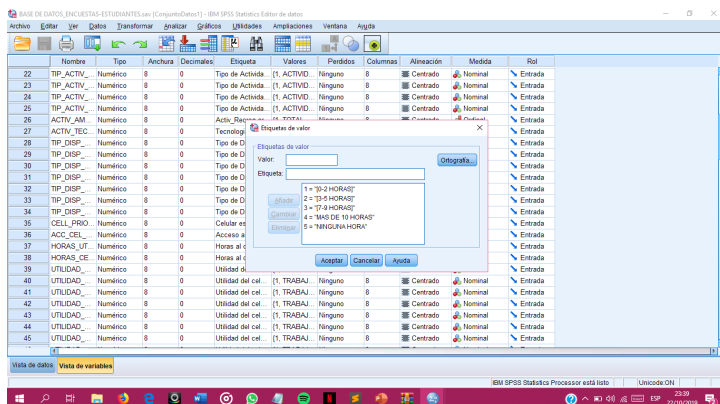 BASE DE DATOS_ENCUESTAS-ESTUDIANTES.sav [ConjuntoDatos1] - IBM SPSS Statistics Editor de datos
Archivo Editar Ver Datos Transformar Analizar Gráficos Utilidades Ampliaciones Ventana Ayuda
Nombre Tipo Anchura Decimales Etiqueta Valores Perdidos Columnas Alineación Medida Rol
22 TIP_ACTIV_... Numérico 8 0 Tipo de Activida... {1, ACTIVID... Ninguno 8 Centrado Nominal Entrada
23 TIP_ACTIV_... Numérico 8 0 Tipo de Activida... {1, ACTIVID... Ninguno 8 Centrado Nominal Entrada
24 TIP_ACTIV_... Numérico 8 0 Tipo de Activida... {1, ACTIVID... Ninguno 8 Centrado Nominal Entrada
25 TIP_ACTIV_... Numérico 8 0 Tipo de Activida... {1, ACTIVID... Ninguno 8 Centrado Nominal Entrada
26 ACTIV_AM... Numérico 8 0 Entrada
27 ACTIV_TEC... Numérico 8 0 Tecnologi Entrada
28 TIP_DISP_... Numérico 8 0 Tipo de D Entrada
29 TIP_DISP_... Numérico 8 0 Tipo de D Entrada
30 TIP_DISP_... Numérico 8 0 Tipo de D Entrada
31 TIP_DISP_... Numérico 8 0 Tipo de D Entrada
32 TIP_DISP_... Numérico 8 0 Tipo de D Entrada
33 TIP_DISP_... Numérico 8 0 Tipo de D Entrada
34 TIP_DISP_... Numérico 8 0 Tipo de D Entrada
35 CELL_PRIO... Numérico 8 0 Celular es Entrada
36 ACC_CEL_... Numérico 8 0 Acceso a Entrada
37 HORAS_UT... Numérico 8 0 Horas al Entrada
38 HORAS_CE... Numérico 8 0 Horas al Entrada
39 UTILIDAD_... Numérico 8 0 Utilidad Entrada
40 UTILIDAD_... Numérico 8 0 Utilidad del cel... {1, TRABAJ... Ninguno 8 Centrado Nominal Entrada
41 UTILIDAD_... Numérico 8 0 Utilidad del cel... {1, TRABAJ... Ninguno 8 Centrado Nominal Entrada
42 UTILIDAD_... Numérico 8 0 Utilidad del cel... {1, TRABAJ... Ninguno 8 Centrado Nominal Entrada
43 UTILIDAD_... Numérico 8 0 Utilidad del cel... {1, TRABAJ... Ninguno 8 Centrado Nominal Entrada
44 UTILIDAD_... Numérico 8 0 Utilidad del cel... {1, TRABAJ... Ninguno 8 Centrado Nominal Entrada
45 UTILIDAD_... Numérico 8 0 Utilidad del cel... {1, TRABAJ... Ninguno 8 Centrado Nominal Entrada
Etiquetas de valor
Etiquetas de valor
Valor: Ortografía...
Etiqueta:
1 = "[0-2 HORAS]"
2 = "[3-5 HORAS]"
3 = "[7-9 HORAS]"
4 = "MAS DE 10 HORAS"
5 = "NINGUNA HORA"
Añadir
Cambiar
Eliminar
Aceptar Cancelar Ayuda
Vista de datos Vista de variables
IBM SPSS Statistics Processor está listo Unicode:ON
ESP 23:39
22/10/2019